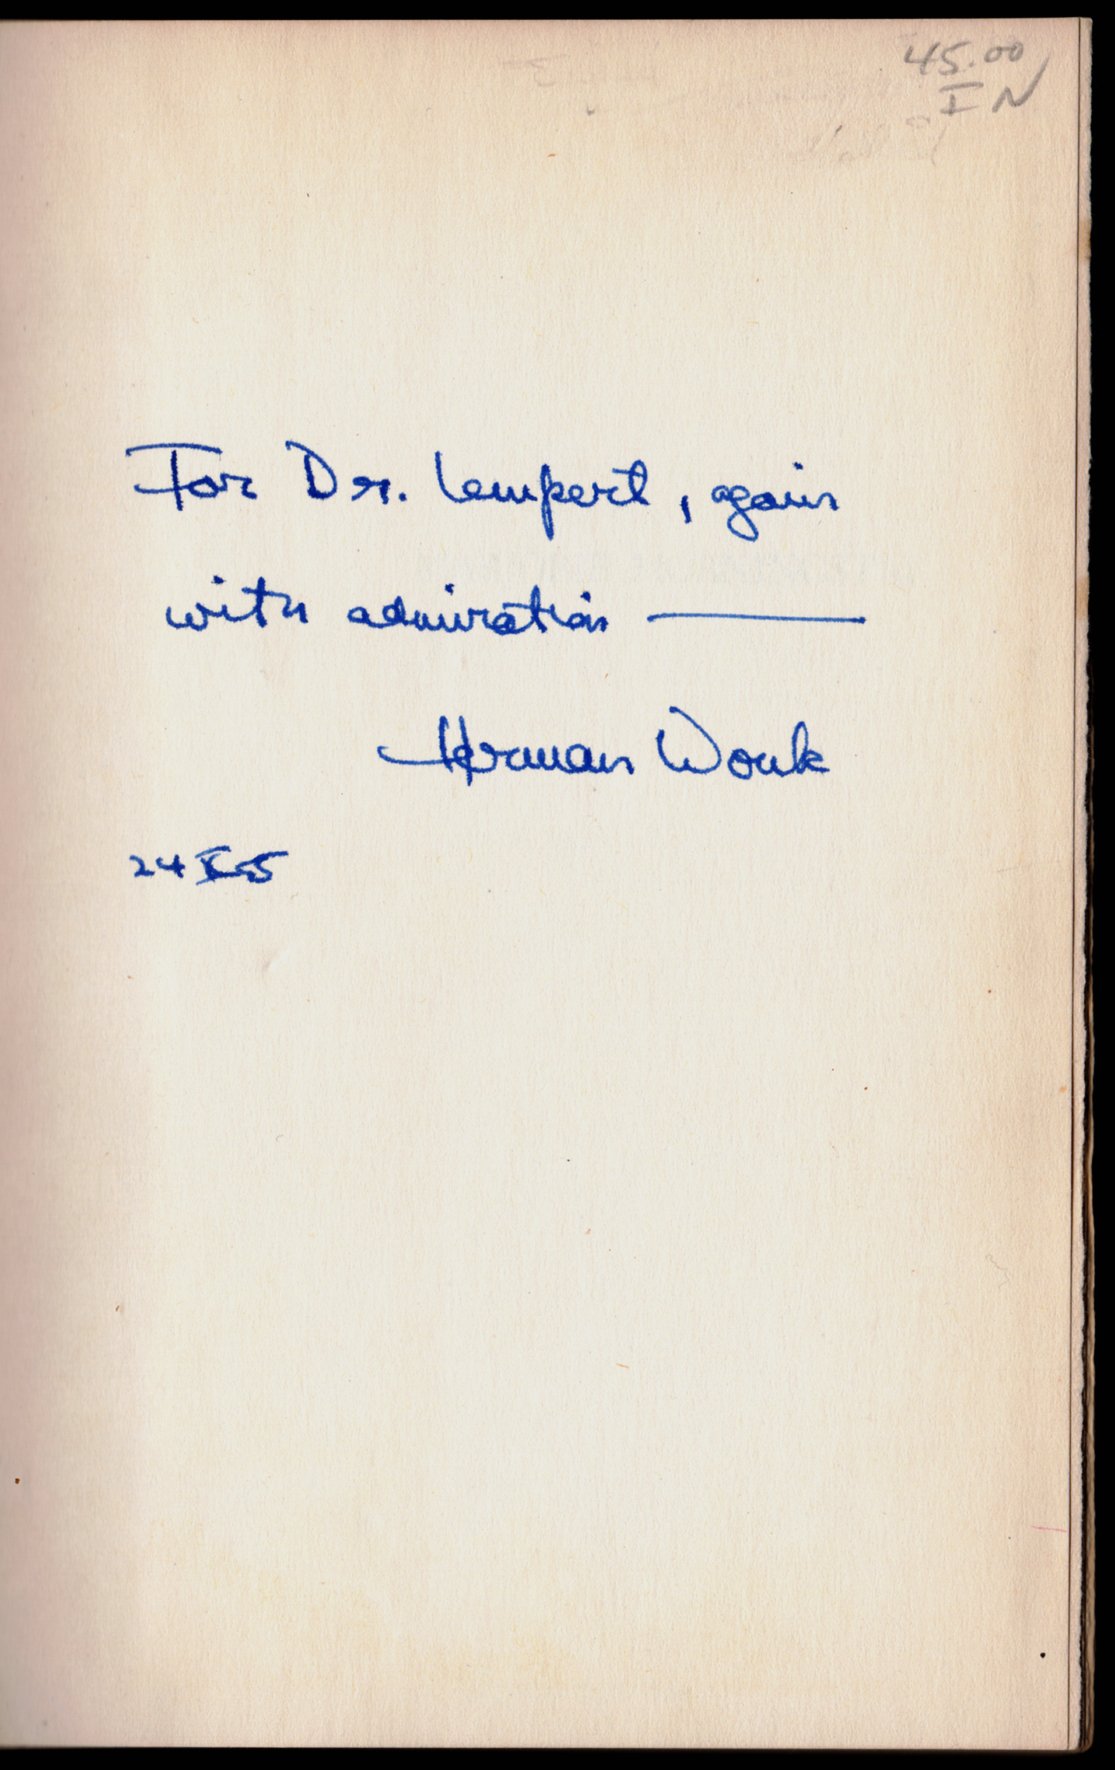 45.00
IN
For Dr. Lempert, again
with admiration —
Herman Wouk
24 X 55